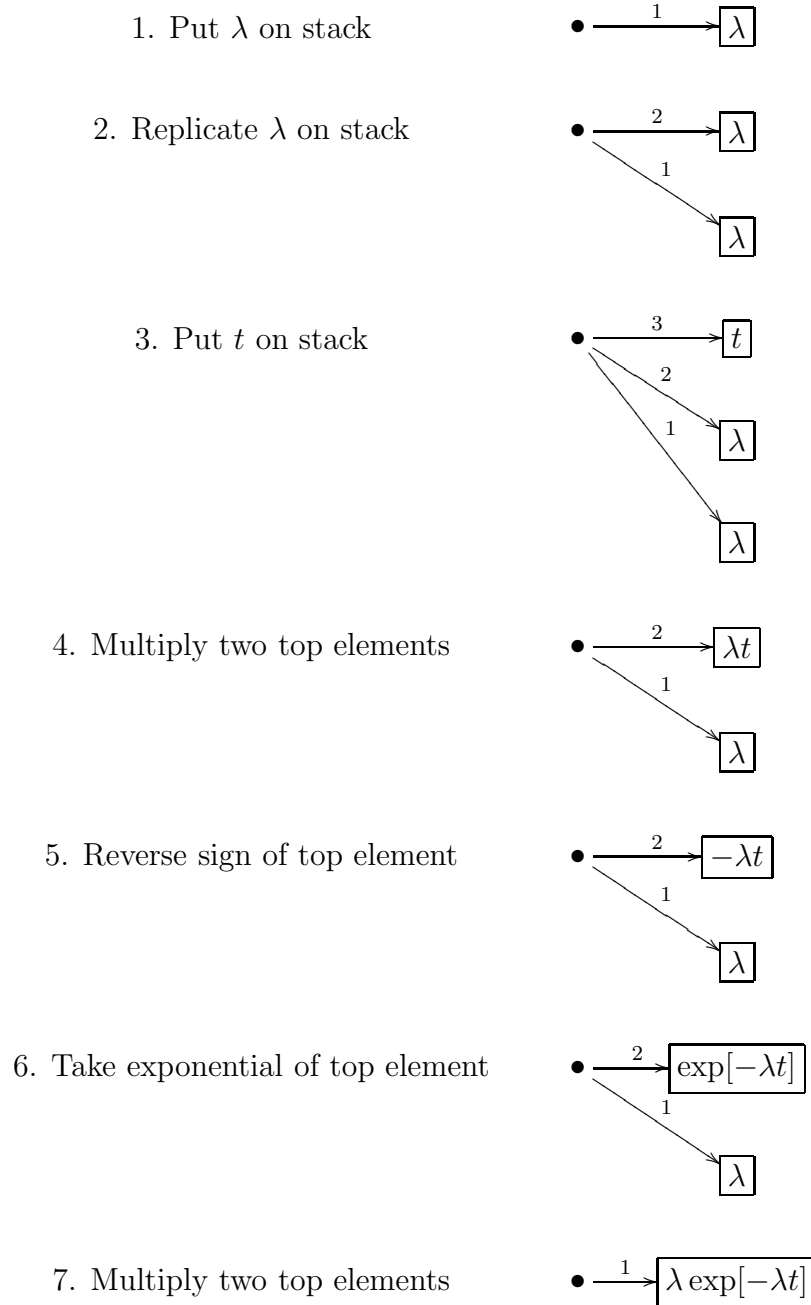 1. Put λ on stack • 1 λ
2. Replicate λ on stack • 2 λ
1
λ
3. Put t on stack • 3 t
2
λ
1
λ
4. Multiply two top elements • 2 λt
1
λ
5. Reverse sign of top element • 2 −λt
1
λ
6. Take exponential of top element • 2 exp[−λt]
1
λ
7. Multiply two top elements • 1 λ exp[−λt]